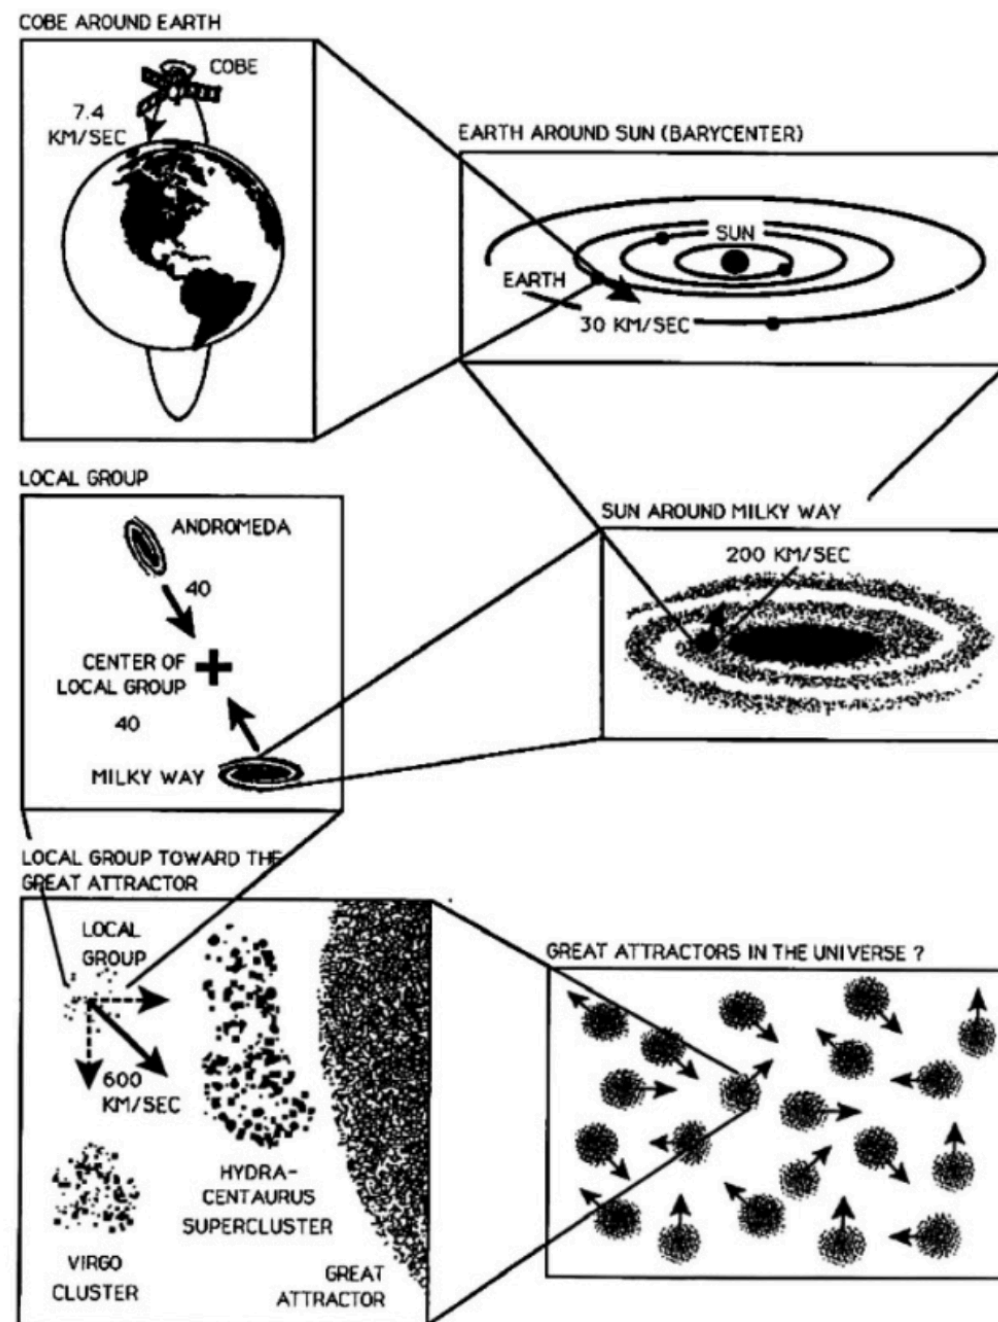 COBE AROUND EARTH
COBE
7.4
KM/SEC
EARTH AROUND SUN (BARYCENTER)
SUN
EARTH
30 KM/SEC
LOCAL GROUP
ANDROMEDA
40
CENTER OF
LOCAL GROUP
40
MILKY WAY
SUN AROUND MILKY WAY
200 KM/SEC
LOCAL GROUP TOWARD THE
GREAT ATTRACTOR
LOCAL
GROUP
600
KM/SEC
HYDRA-
CENTAURUS
SUPERCLUSTER
VIRGO
CLUSTER
GREAT
ATTRACTOR
GREAT ATTRACTORS IN THE UNIVERSE ?